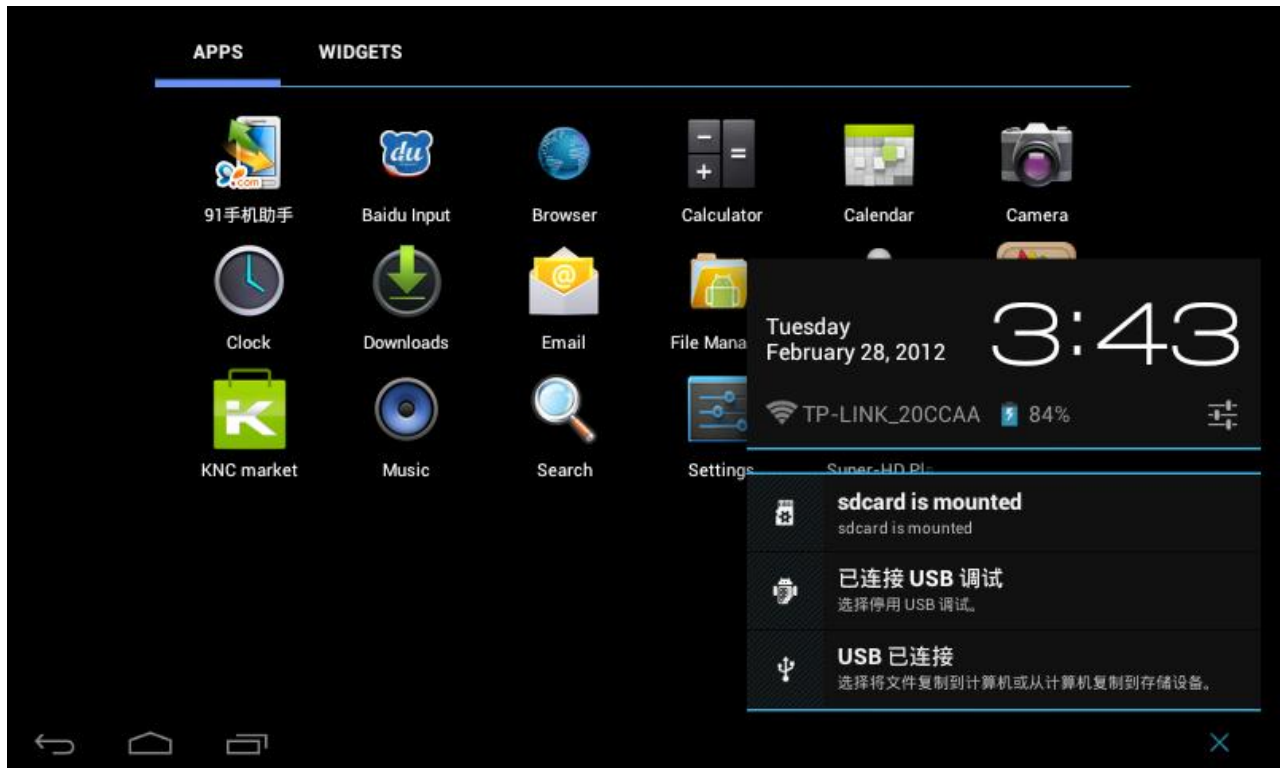 APPS WIDGETS
91手机助手 Baidu Input Browser Calculator Calendar Camera
Clock Downloads Email File Mana
KNC market Music Search Settings
Tuesday
February 28, 2012
3:43
TP-LINK_20CCAA 84%
sdcard is mounted
sdcard is mounted
已连接 USB 调试
选择停用 USB 调试。
USB 已连接
选择将文件复制到计算机或从计算机复制到存储设备。